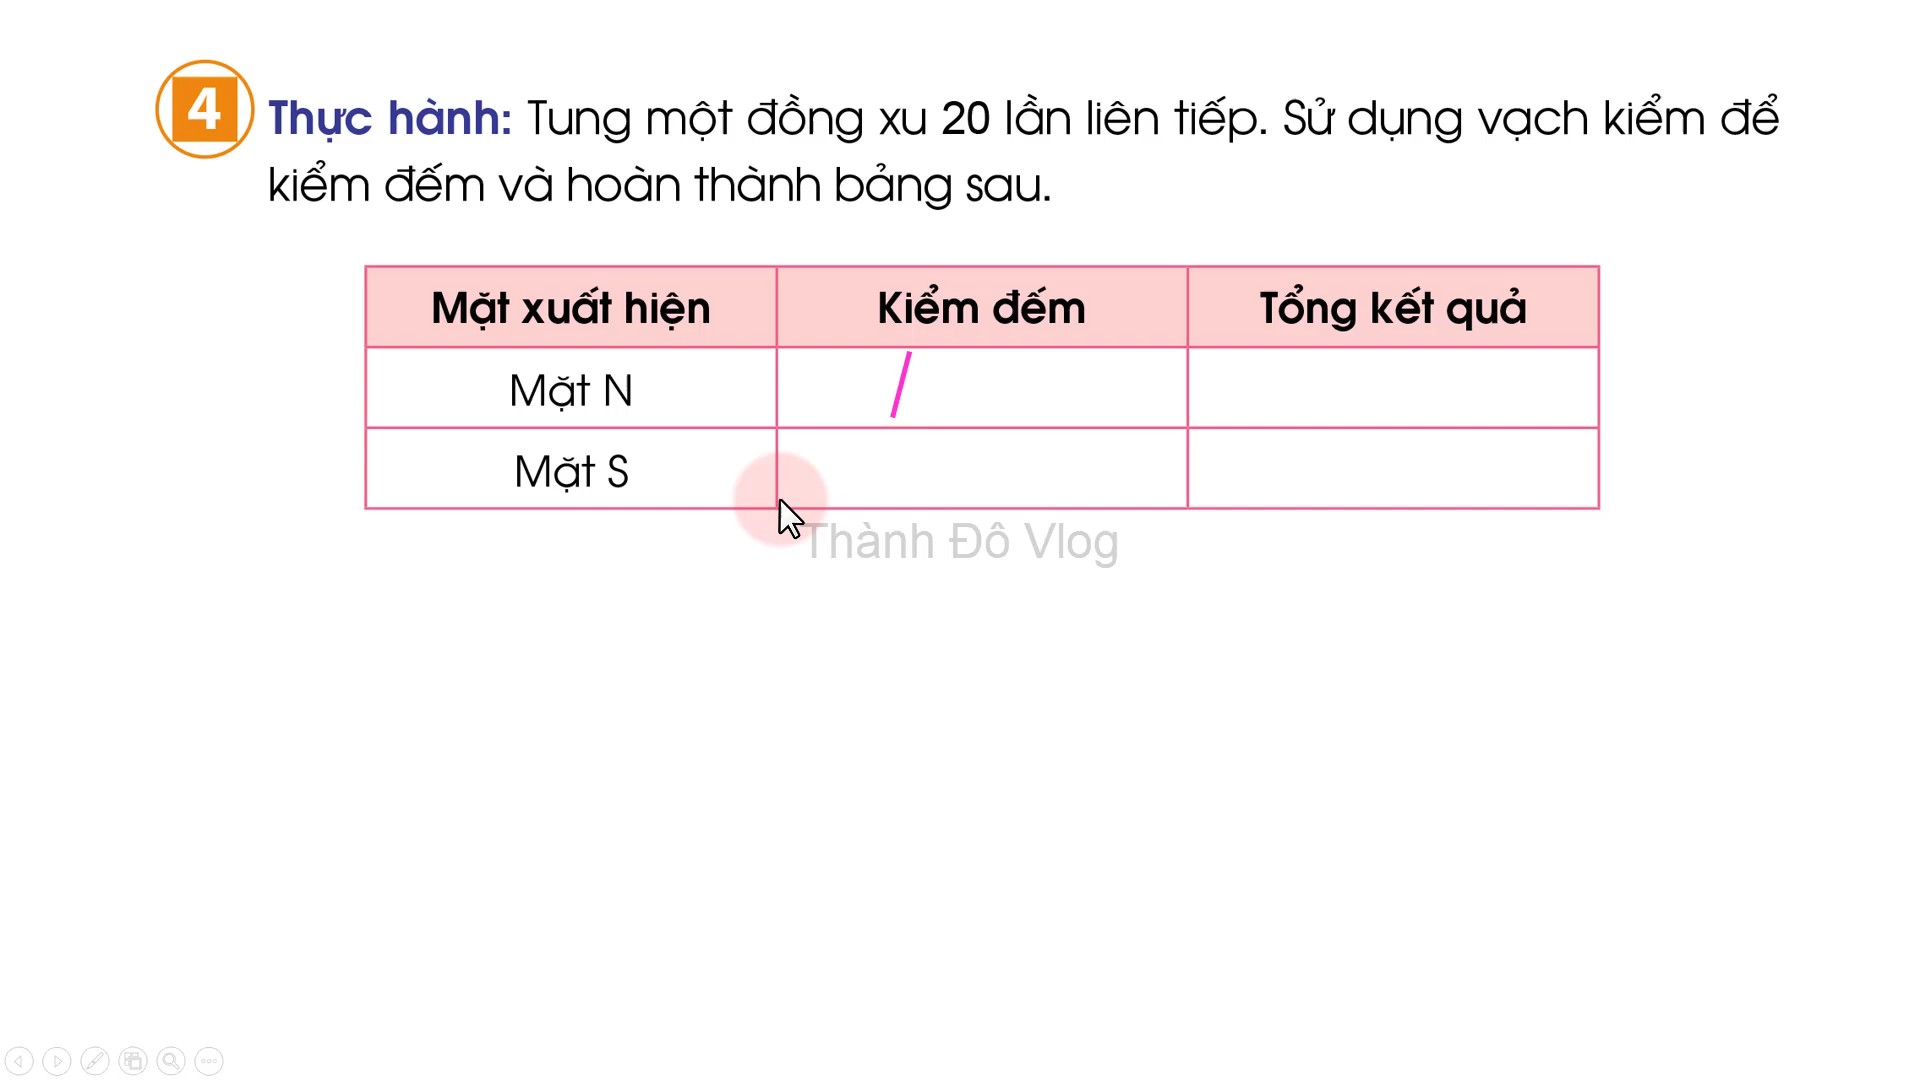 4
Thực hành: Tung một đồng xu 20 lần liên tiếp. Sử dụng vạch kiểm để
kiểm đếm và hoàn thành bảng sau.
Mặt xuất hiện Kiểm đếm Tổng kết quả
Mặt N /
Mặt S
Thành Đô Vlog